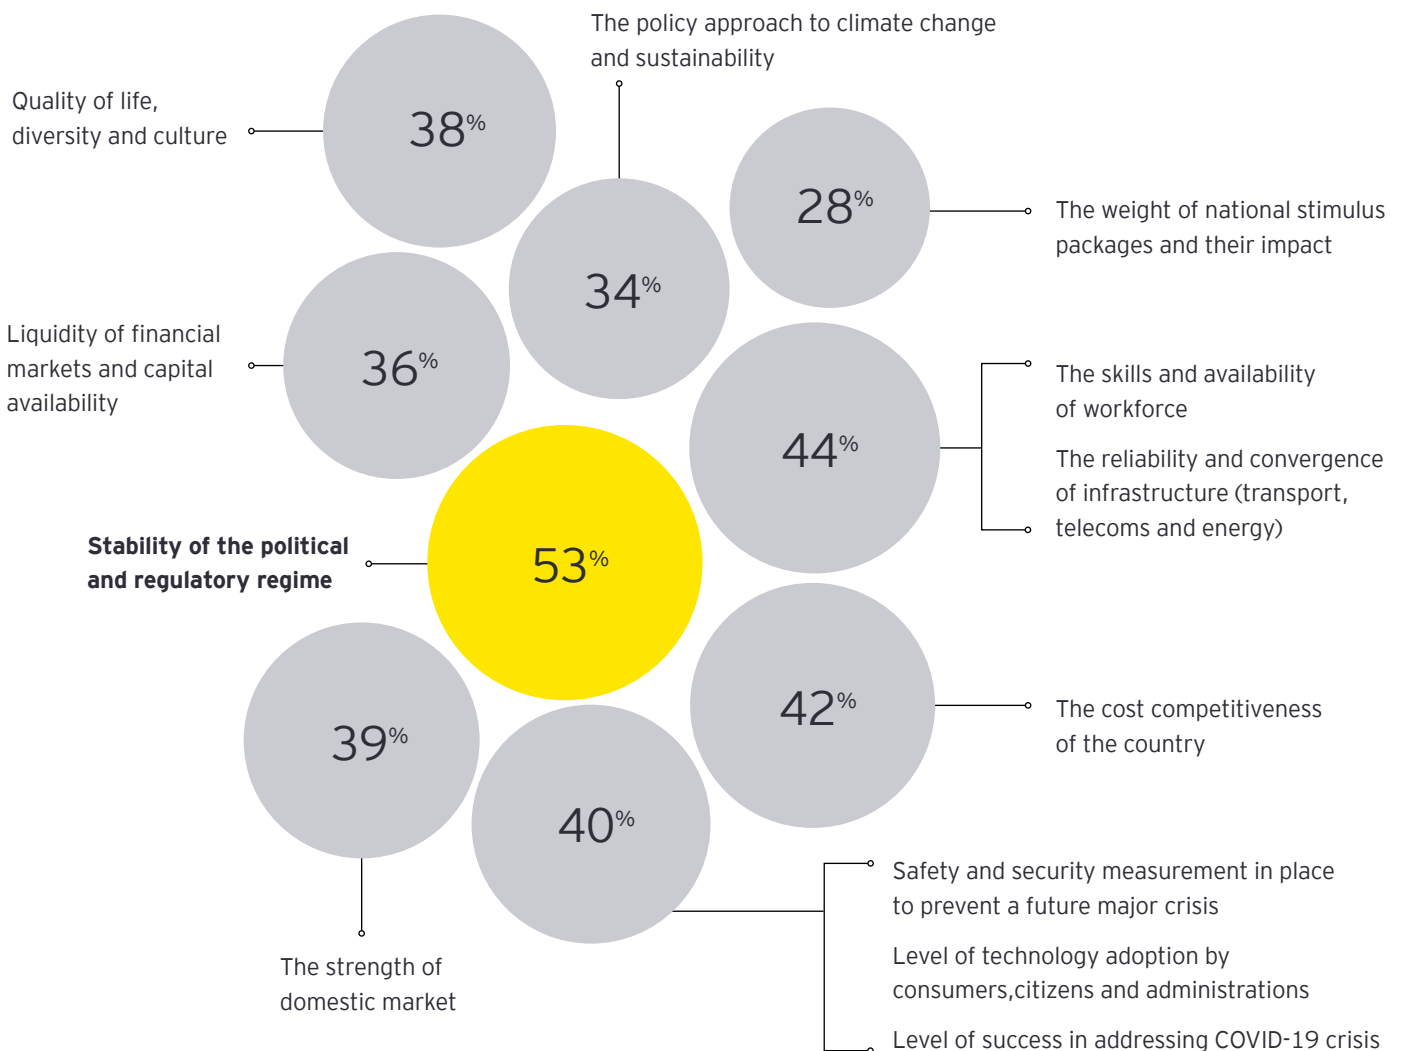 The policy approach to climate change
and sustainability
Quality of life,
diversity and culture
38%
28%
The weight of national stimulus
packages and their impact
34%
Liquidity of financial
markets and capital
availability
36%
44%
The skills and availability
of workforce
The reliability and convergence
of infrastructure (transport,
telecoms and energy)
Stability of the political
and regulatory regime
53%
42%
The cost competitiveness
of the country
39%
40%
The strength of
domestic market
Safety and security measurement in place
to prevent a future major crisis
Level of technology adoption by
consumers,citizens and administrations
Level of success in addressing COVID-19 crisis